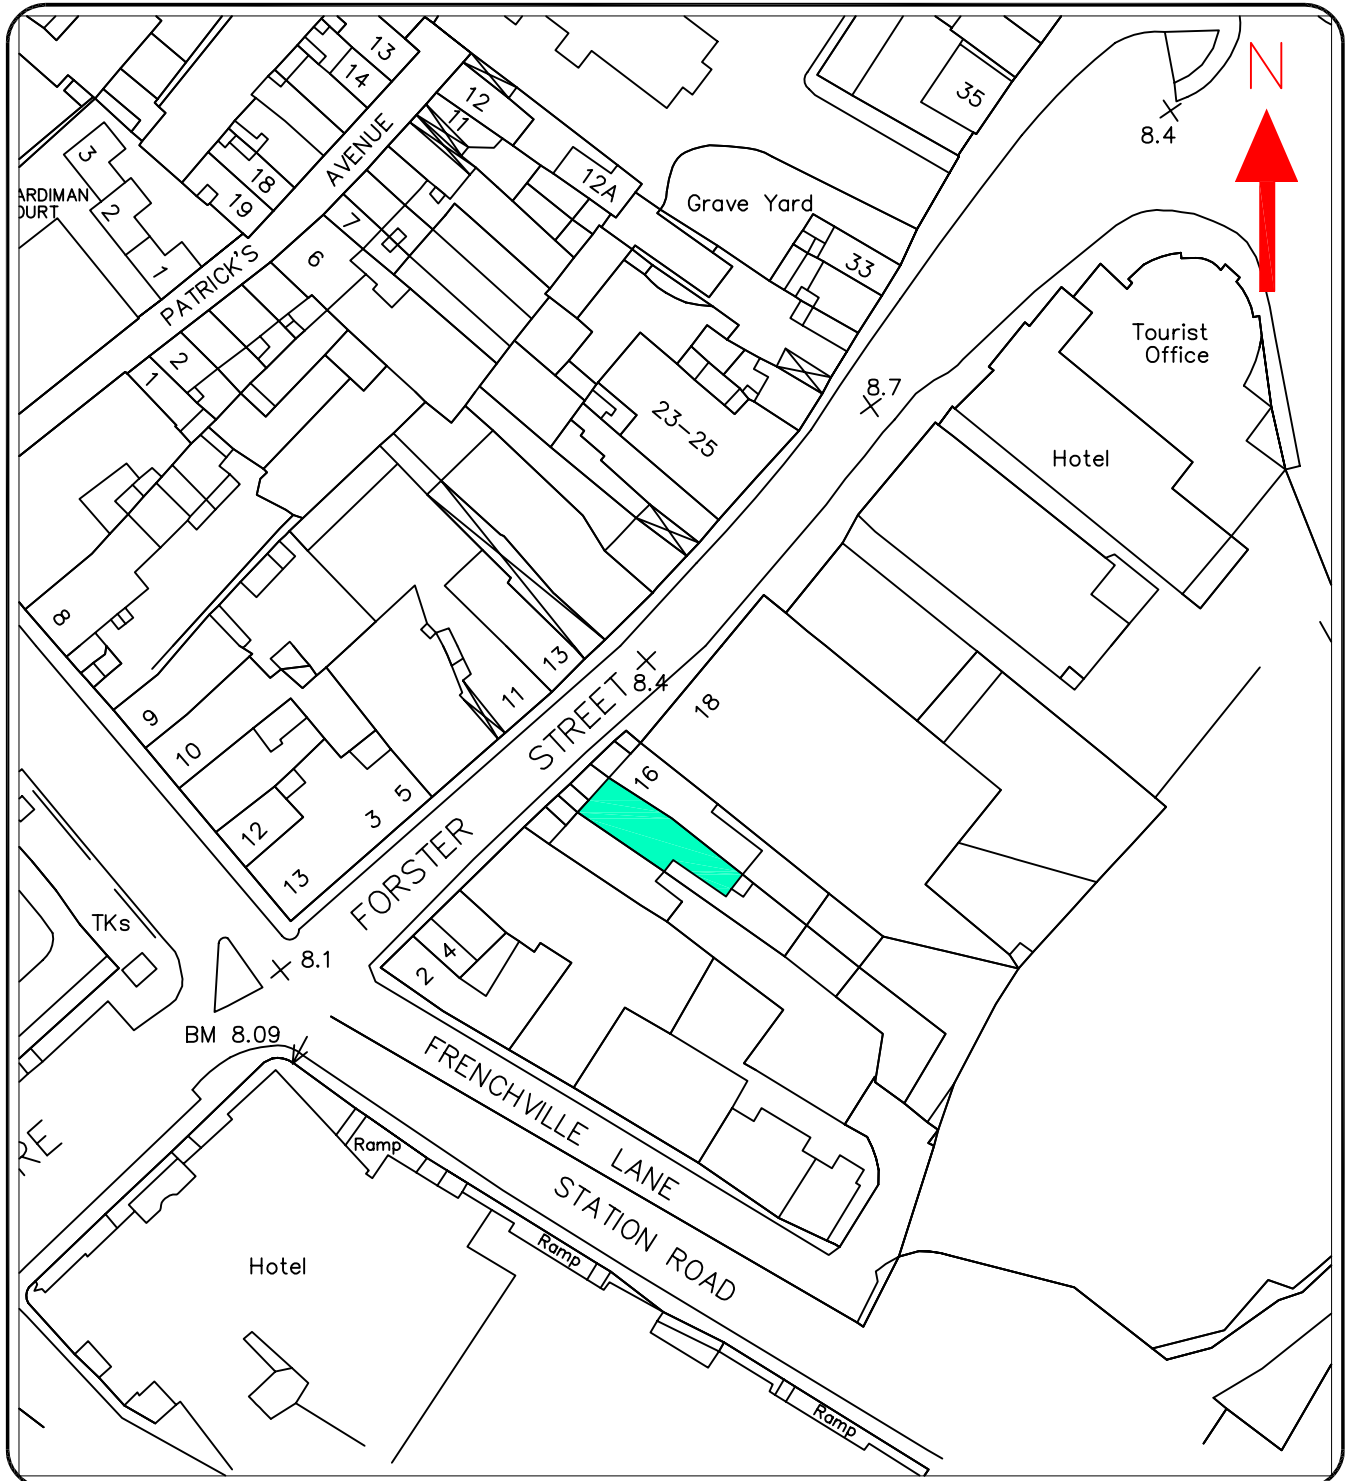 13
14
12
11
35
N
8.4
3
AVENUE
18
12A
ARDIMAN
OURT
2
19
Grave Yard
7
1
6
PATRICK'S
33
Tourist
Office
2
1
8.7
23-25
Hotel
8
13
11
8.4
9
STREET
18
10
16
5
3
12
FORSTER
13
TKs
4
8.1
2
BM 8.09
FRENCHVILLE LANE
RE
Ramp
STATION ROAD
Ramp
Hotel
Ramp